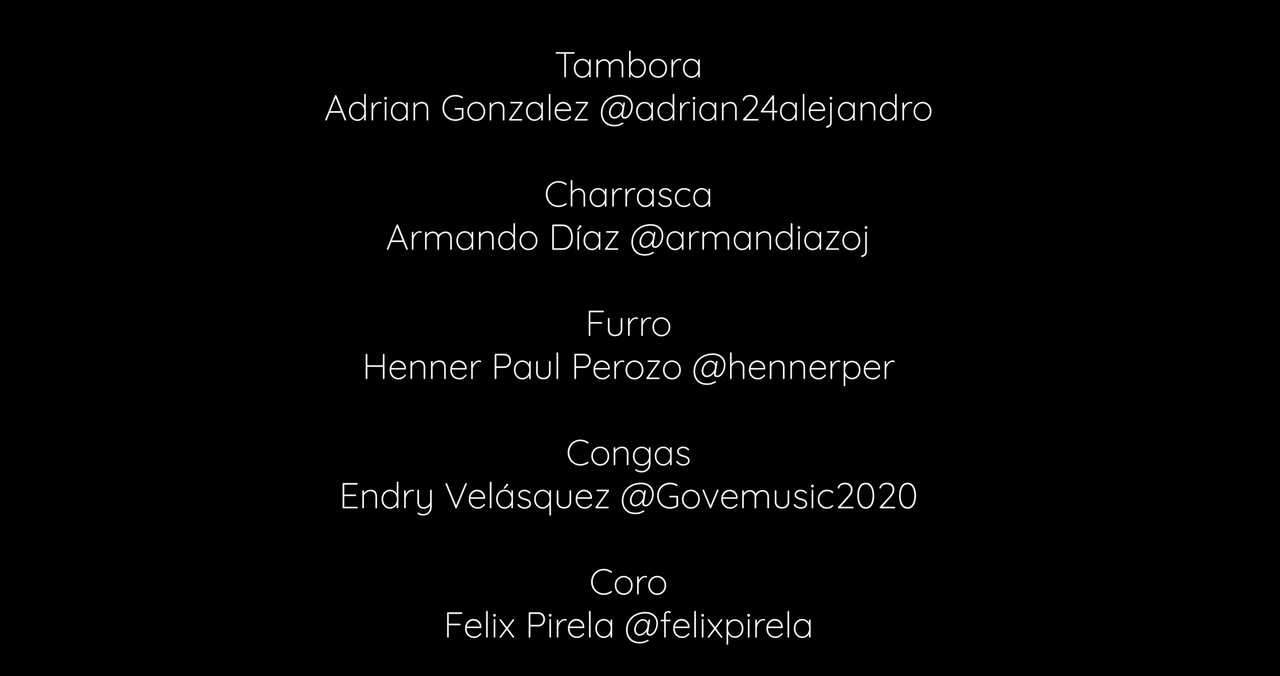 Tambora
Adrian Gonzalez @adrian24alejandro
Charrasca
Armando Díaz @armandiazoj
Furro
Henner Paul Perozo @hennerper
Congas
Endry Velásquez @Govemusic2020
Coro
Felix Pirela @felixpirela